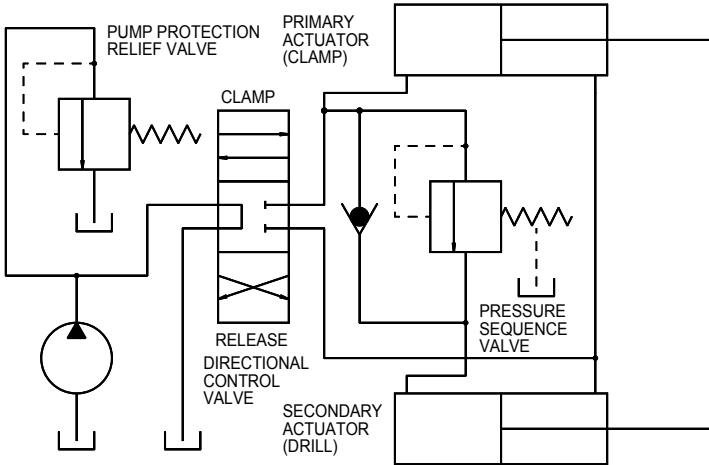 PUMP PROTECTION
RELIEF VALVE
PRIMARY
ACTUATOR
(CLAMP)
CLAMP
RELEASE
DIRECTIONAL
CONTROL
VALVE
PRESSURE
SEQUENCE
VALVE
SECONDARY
ACTUATOR
(DRILL)